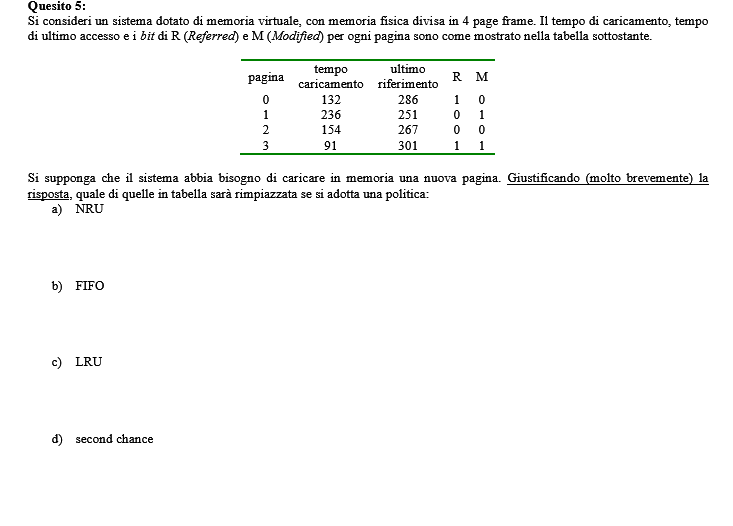 Quesito 5:
Si consideri un sistema dotato di memoria virtuale, con memoria fisica divisa in 4 page frame. Il tempo di caricamento, tempo
di ultimo accesso e i bit di R (Referred) e M (Modified) per ogni pagina sono come mostrato nella tabella sottostante.
pagina tempo caricamento ultimo riferimento R M
0 132 286 1 0
1 236 251 0 1
2 154 267 0 0
3 91 301 1 1
Si supponga che il sistema abbia bisogno di caricare in memoria una nuova pagina. Giustificando (molto brevemente) la
risposta, quale di quelle in tabella sarà rimpiazzata se si adotta una politica:
a) NRU
b) FIFO
c) LRU
d) second chance